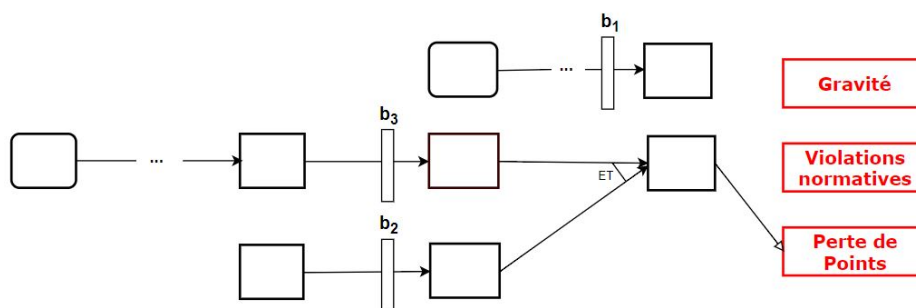 b1
...
Gravité
b3
...
ET
Violations
normatives
b2
Perte de
Points